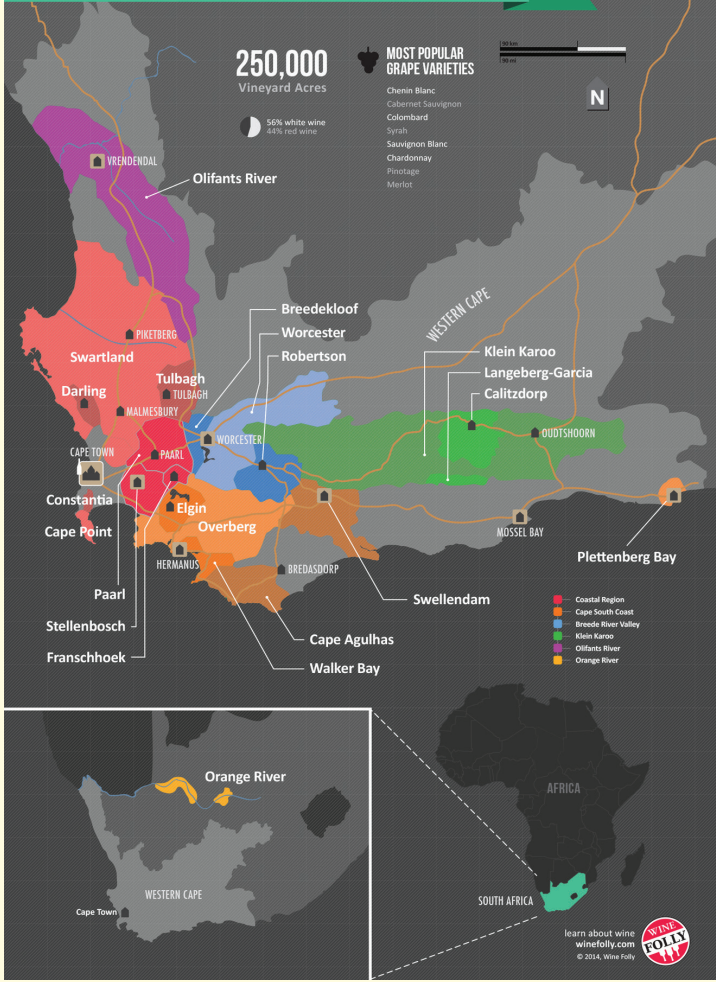 250,000
Vineyard Acres
56% white wine
44% red wine
MOST POPULAR
GRAPE VARIETIES
Chenin Blanc
Cabernet Sauvignon
Colombard
Syrah
Sauvignon Blanc
Chardonnay
Pinotage
Merlot
90 km
90 mi
N
VRENDENDAL
Olifants River
WESTERN CAPE
Breedekloof
Worcester
Robertson
PIKETBERG
Swartland
Tulbagh
TULBAGH
Darling
MALMESBURY
Klein Karoo
Langeberg-Garcia
Calitzdorp
OUDTSHOORN
WORCESTER
CAPE TOWN
PAARL
Constantia
Cape Point
Elgin
Overberg
MOSSEL BAY
Plettenberg Bay
HERMANUS
BREDASDORP
Paarl
Swellendam
Stellenbosch
Cape Agulhas
Franschhoek
Walker Bay
Coastal Region
Cape South Coast
Breede River Valley
Klein Karoo
Olifants River
Orange River
Orange River
WESTERN CAPE
Cape Town
AFRICA
SOUTH AFRICA
learn about wine
winefolly.com
© 2014, Wine Folly
WINE
FOLLY